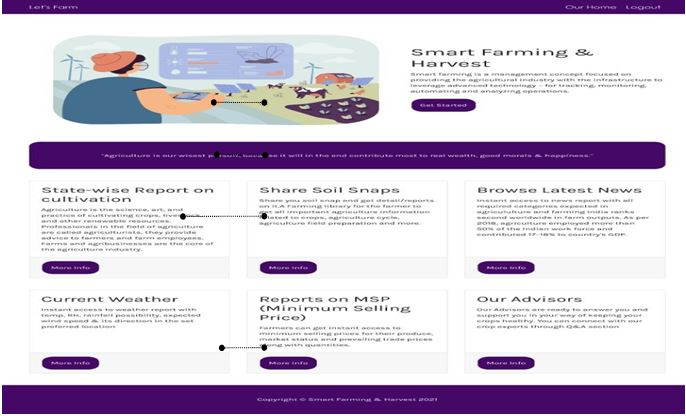 Let's Farm
Our Home Logout
Smart Farming &
Harvest
Smart farming is a management concept focused on
providing the agricultural industry with the infrastructure to
leverage advanced technology - for tracking, monitoring,
automating and analyzing operations.
Get Started
"Agriculture is our wisest it will in the end contribute most to real wealth, good morals & happiness."
State-wise Report on
cultivation
Agriculture is the science, art, and
practice of cultivating crops,
and other renewable resources.
Professionals in the field of agriculture
are called agriculturists, they provide
advice to farmers and farm employees.
Farms and agribusinesses are the core of
the agriculture industry.
More Info
Share Soil Snaps
Share you soil snap and get detail/reports
on it.A farming library for the farmer to
get all important agriculture information
related to crops, agriculture cycle,
agriculture field preparation and more.
More Info
Browse Latest News
Instant access to news report with all
required categories expected in
agriculuture and farming India ranks
second worldwide in farm outputs. As per
2018, agriculture employed more than
50% of the Indian work force and
contributed 17-18% to country's GDP.
More Info
Current Weather
Instant access to weather report with
temp, RH, rainfall possibility, expected
wind speed & its direction in the set
preferred location
More Info
Reports on MSP
(Minimum Selling
Price)
Farmers can get instant access to
minimum selling prices for their produce,
market status and prevailing trade prices
along with quantities.
More Info
Our Advisors
Our Advisors are ready to answer you and
support you in your way of keeping your
crops healthy. You can connect with our
crop experts through Q&A section
More Info
Copyright © Smart Farming & Harvest 2021